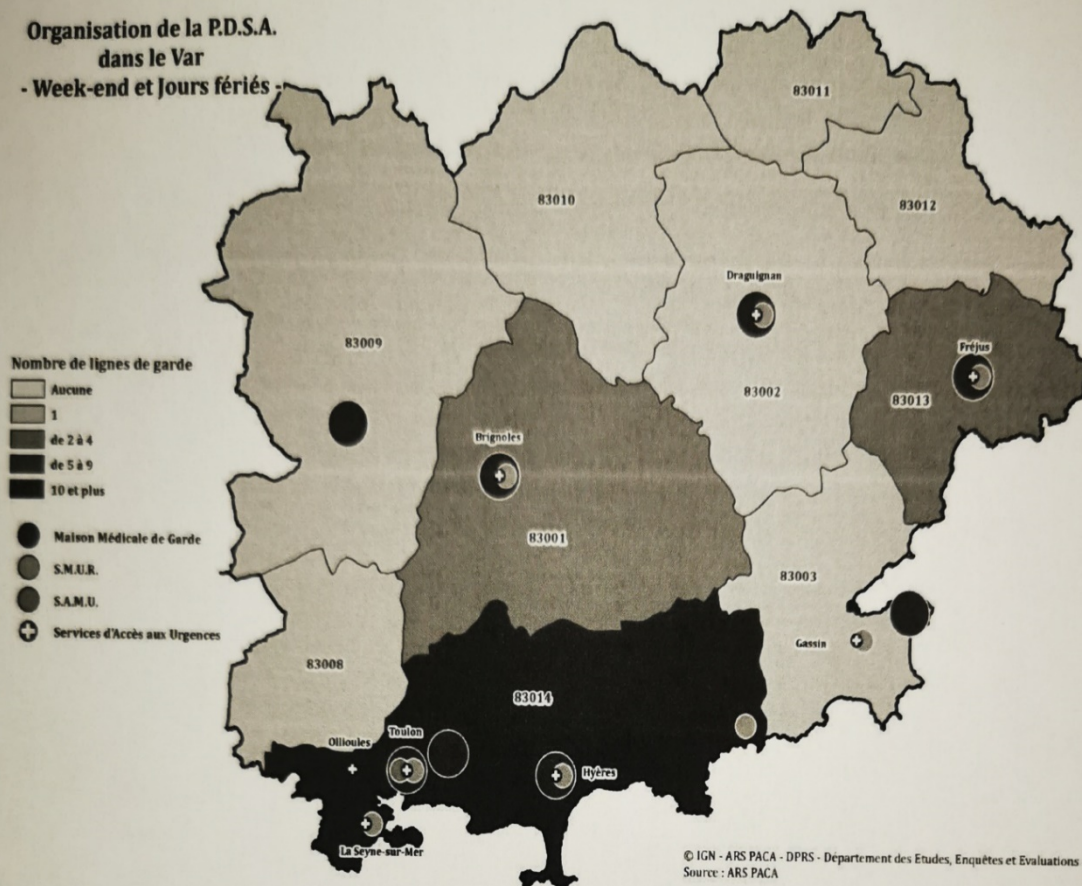 Organisation de la P.D.S.A.
dans le Var
- Week-end et Jours fériés -
83011
83010
83012
Draguignan
83009
Fréjus
83002
83013
Nombre de lignes de garde
Aucune
1
de 2 à 4
de 5 à 9
10 et plus
Brignoles
83001
Maison Médicale de Garde
S.M.U.R.
S.A.M.U.
Services d'Accès aux Urgences
83003
Gassin
83008
83014
Ollioules
Toulon
Hyères
La Seyne-sur-Mer
© IGN - ARS PACA - DPRS - Département des Etudes, Enquêtes et Evaluations
Source : ARS PACA